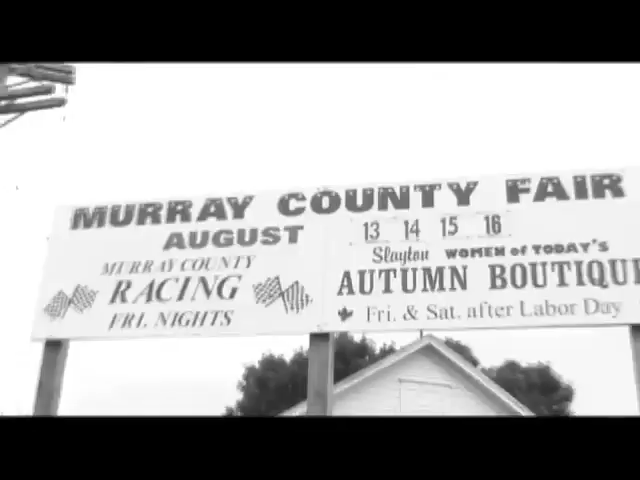 MURRAY COUNTY FAIR
AUGUST 13 14 15 16
MURRAY COUNTY
RACING
FRI. NIGHTS
Slayton WOMEN of TODAY'S
AUTUMN BOUTIQUE
Fri. & Sat. after Labor Day